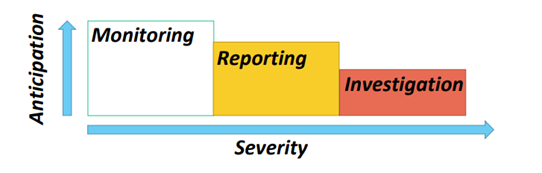 Anticipation
Monitoring
Reporting
Investigation
Severity